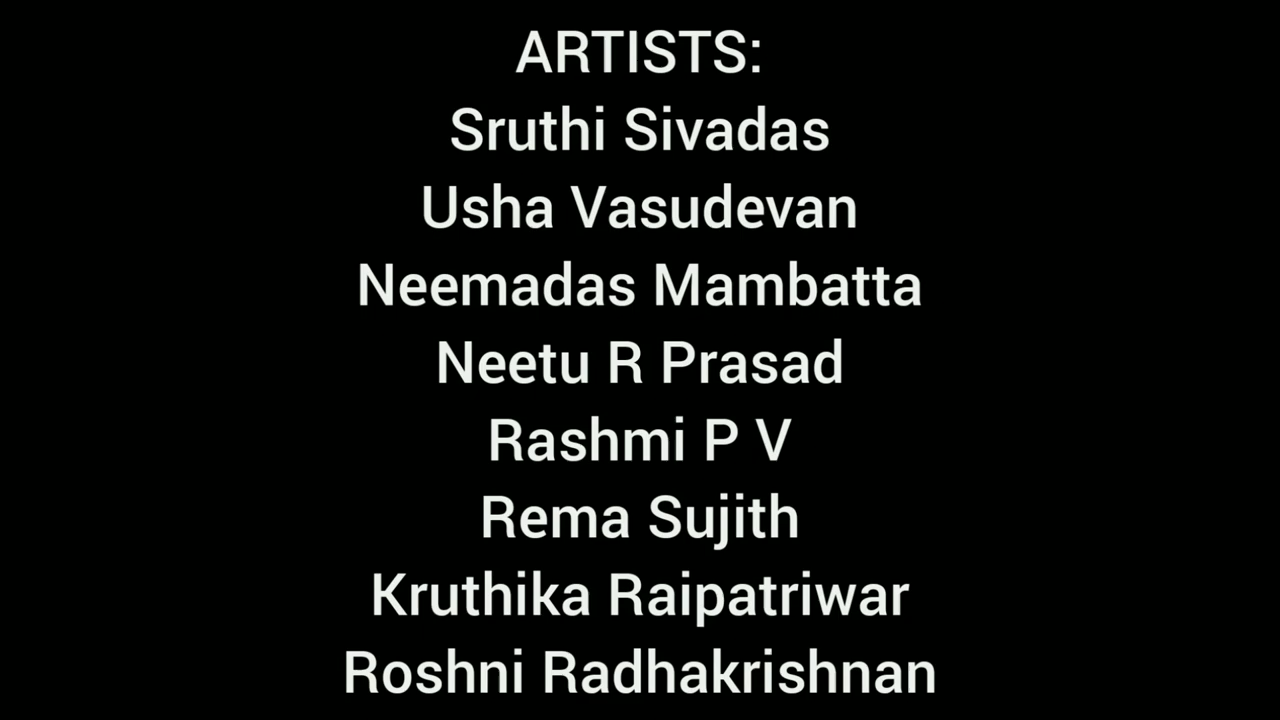 ARTISTS:
Sruthi Sivadas
Usha Vasudevan
Neemadas Mambatta
Neetu R Prasad
Rashmi P V
Rema Sujith
Kruthika Raipatriwar
Roshni Radhakrishnan